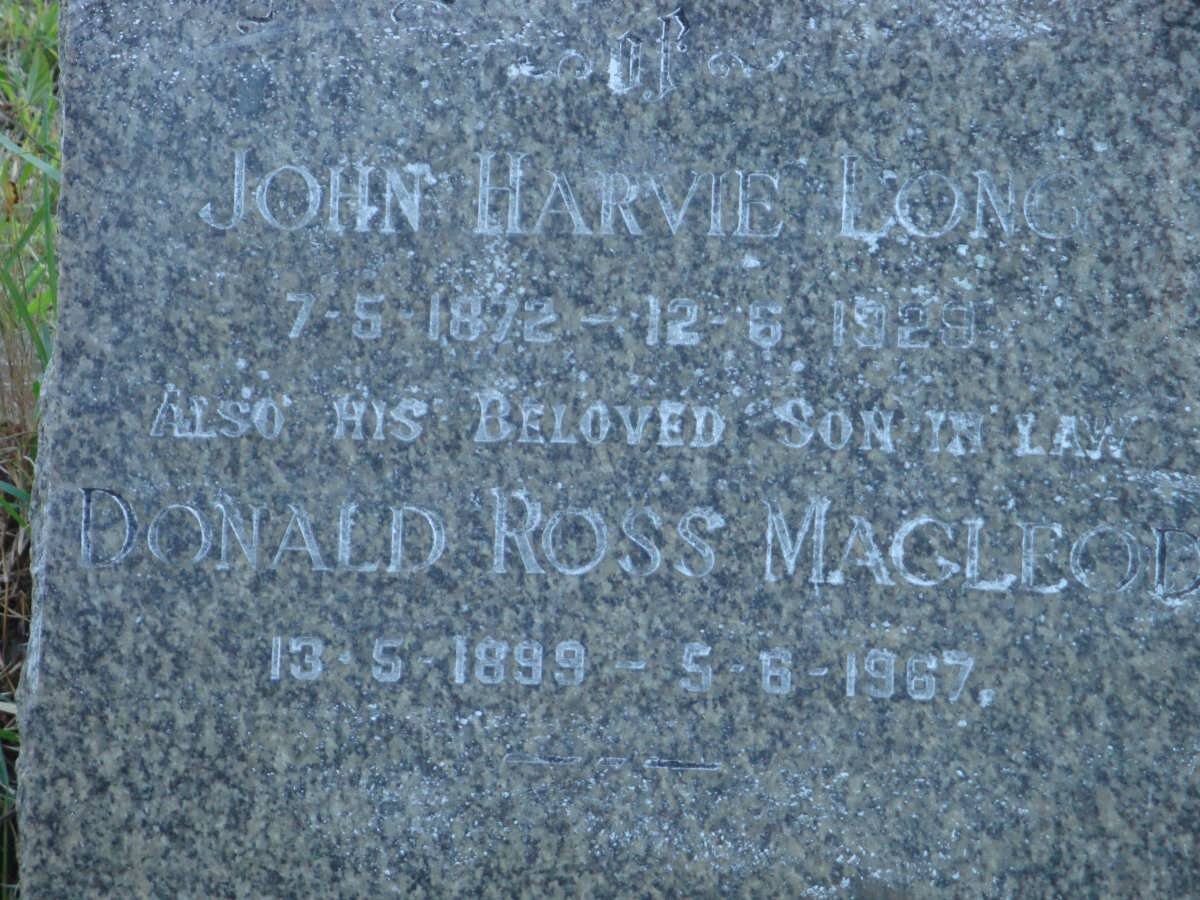 of
JOHN HARVIE LONG
7-5-1872 - 12-6 1929.
ALSO HIS BELOVED SON IN LAW
DONALD ROSS MACLEOD
13-5-1899 - 5-6-1967.